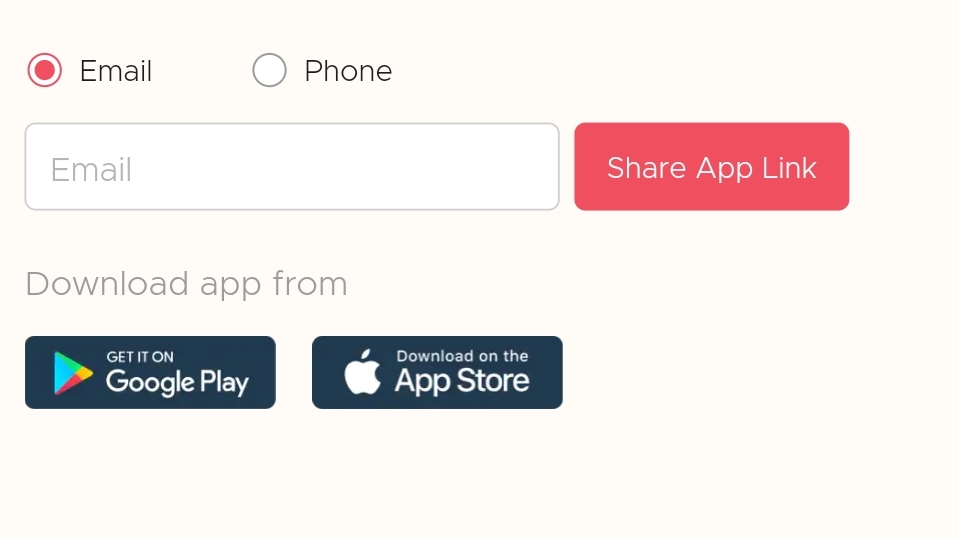 Email Phone
Email Share App Link
Download app from
GET IT ON Download on the
Google Play App Store